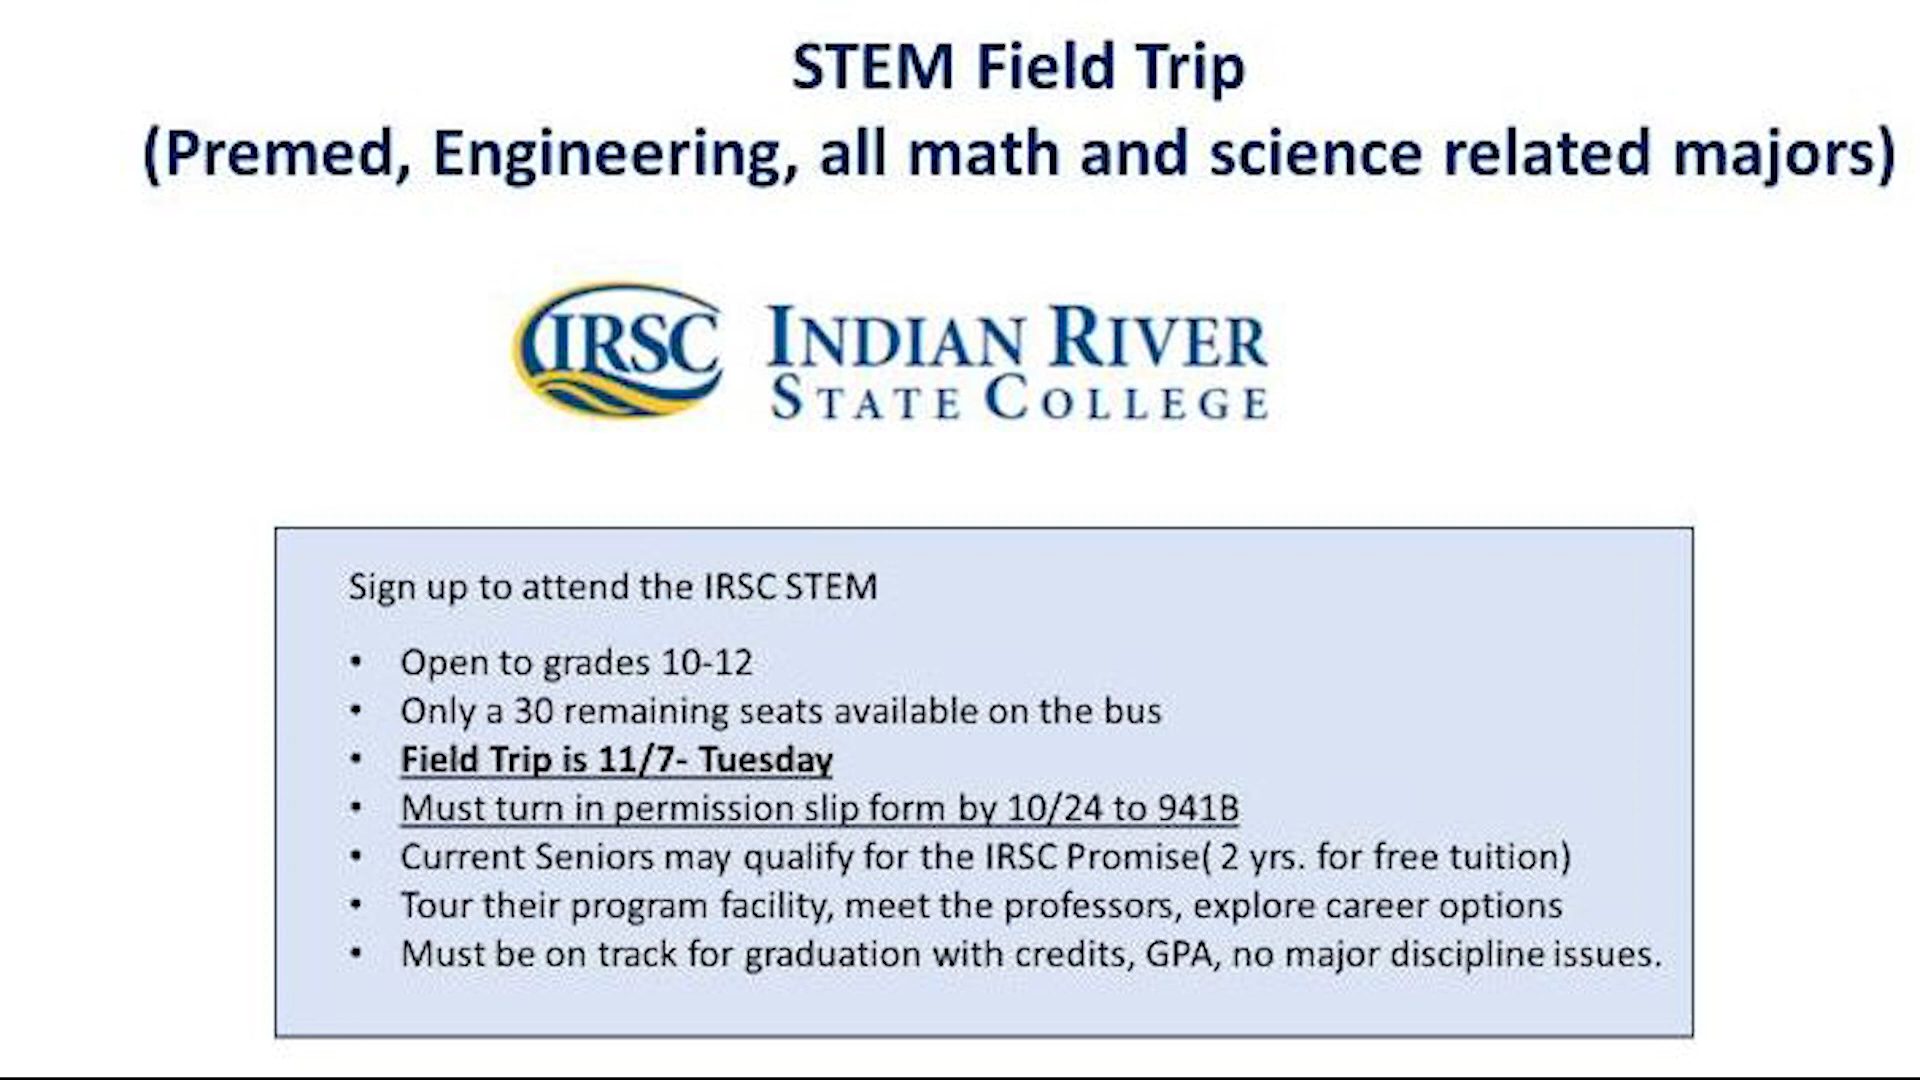 STEM Field Trip
(Premed, Engineering, all math and science related majors)
IRSC INDIAN RIVER
STATE COLLEGE
Sign up to attend the IRSC STEM
• Open to grades 10-12
• Only a 30 remaining seats available on the bus
• Field Trip is 11/7- Tuesday
• Must turn in permission slip form by 10/24 to 941B
• Current Seniors may qualify for the IRSC Promise( 2 yrs. for free tuition)
• Tour their program facility, meet the professors, explore career options
• Must be on track for graduation with credits, GPA, no major discipline issues.